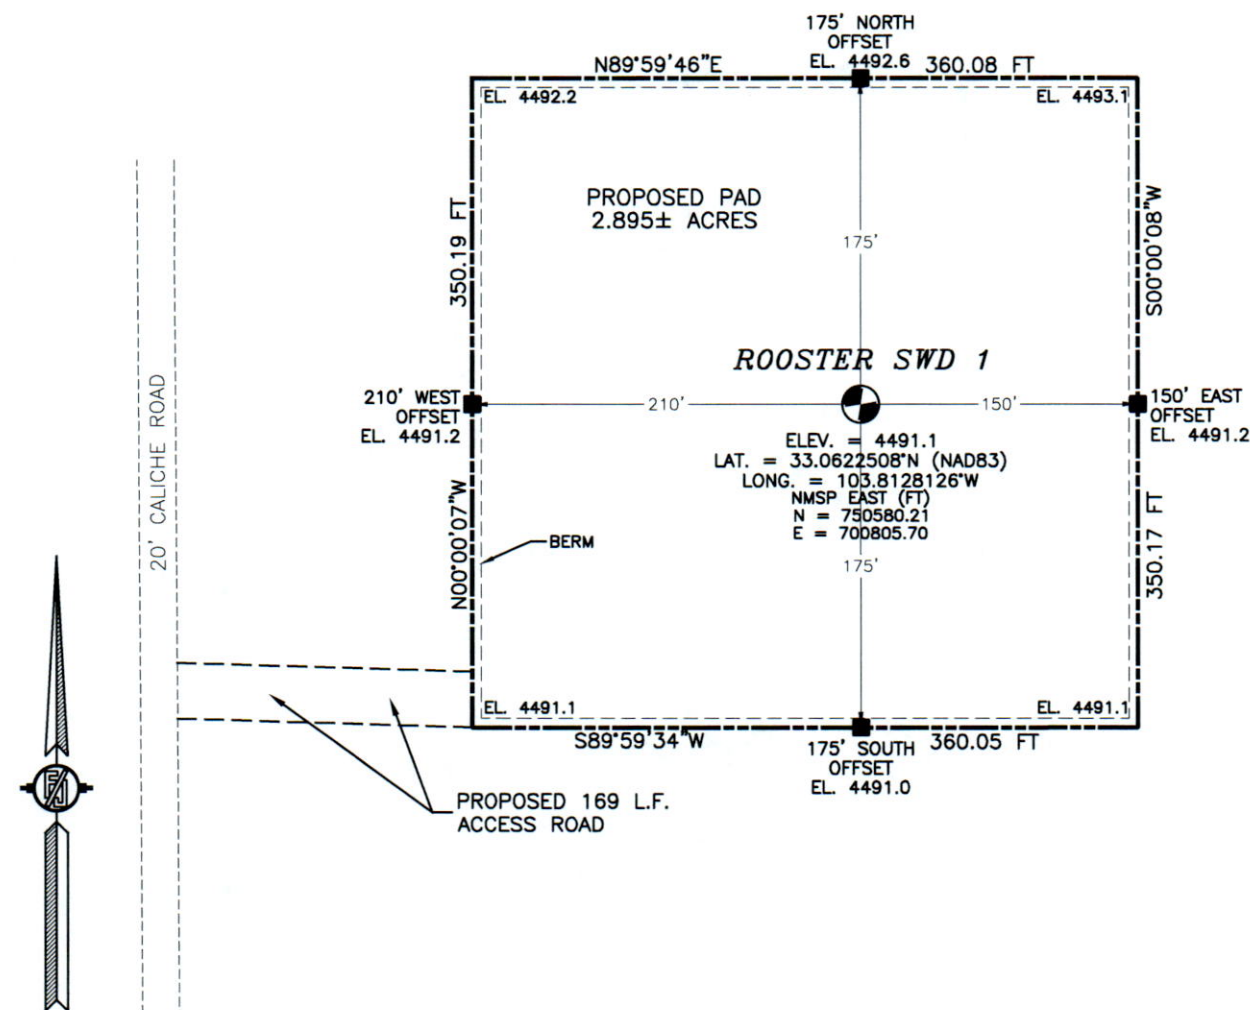 175' NORTH
OFFSET
EL. 4492.6
N89°59'46"E
360.08 FT
EL. 4492.2
EL. 4493.1
PROPOSED PAD
2.895± ACRES
350.19 FT
S00°00'08"W
175'
ROOSTER SWD 1
210' WEST
OFFSET
EL. 4491.2
210'
150'
150' EAST
OFFSET
EL. 4491.2
ELEV. = 4491.1
LAT. = 33.0622508°N (NAD83)
LONG. = 103.8128126°W
NMSP EAST (FT)
N = 750580.21
E = 700805.70
20' CALICHE ROAD
N00°00'07"W
BERM
175'
350.17 FT
EL. 4491.1
EL. 4491.1
S89°59'34"W
360.05 FT
175' SOUTH
OFFSET
EL. 4491.0
PROPOSED 169 L.F.
ACCESS ROAD